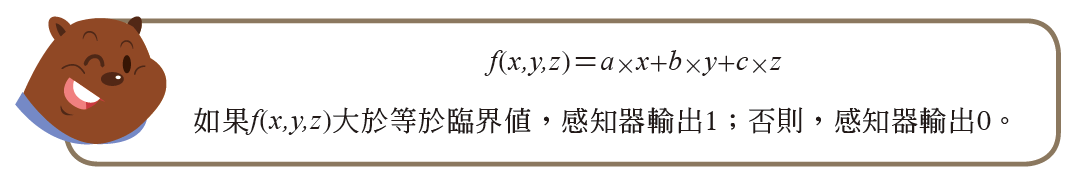 f(x,y,z)=a×x+b×y+c×z
如果f(x,y,z)大於等於臨界值，感知器輸出1；否則，感知器輸出0。